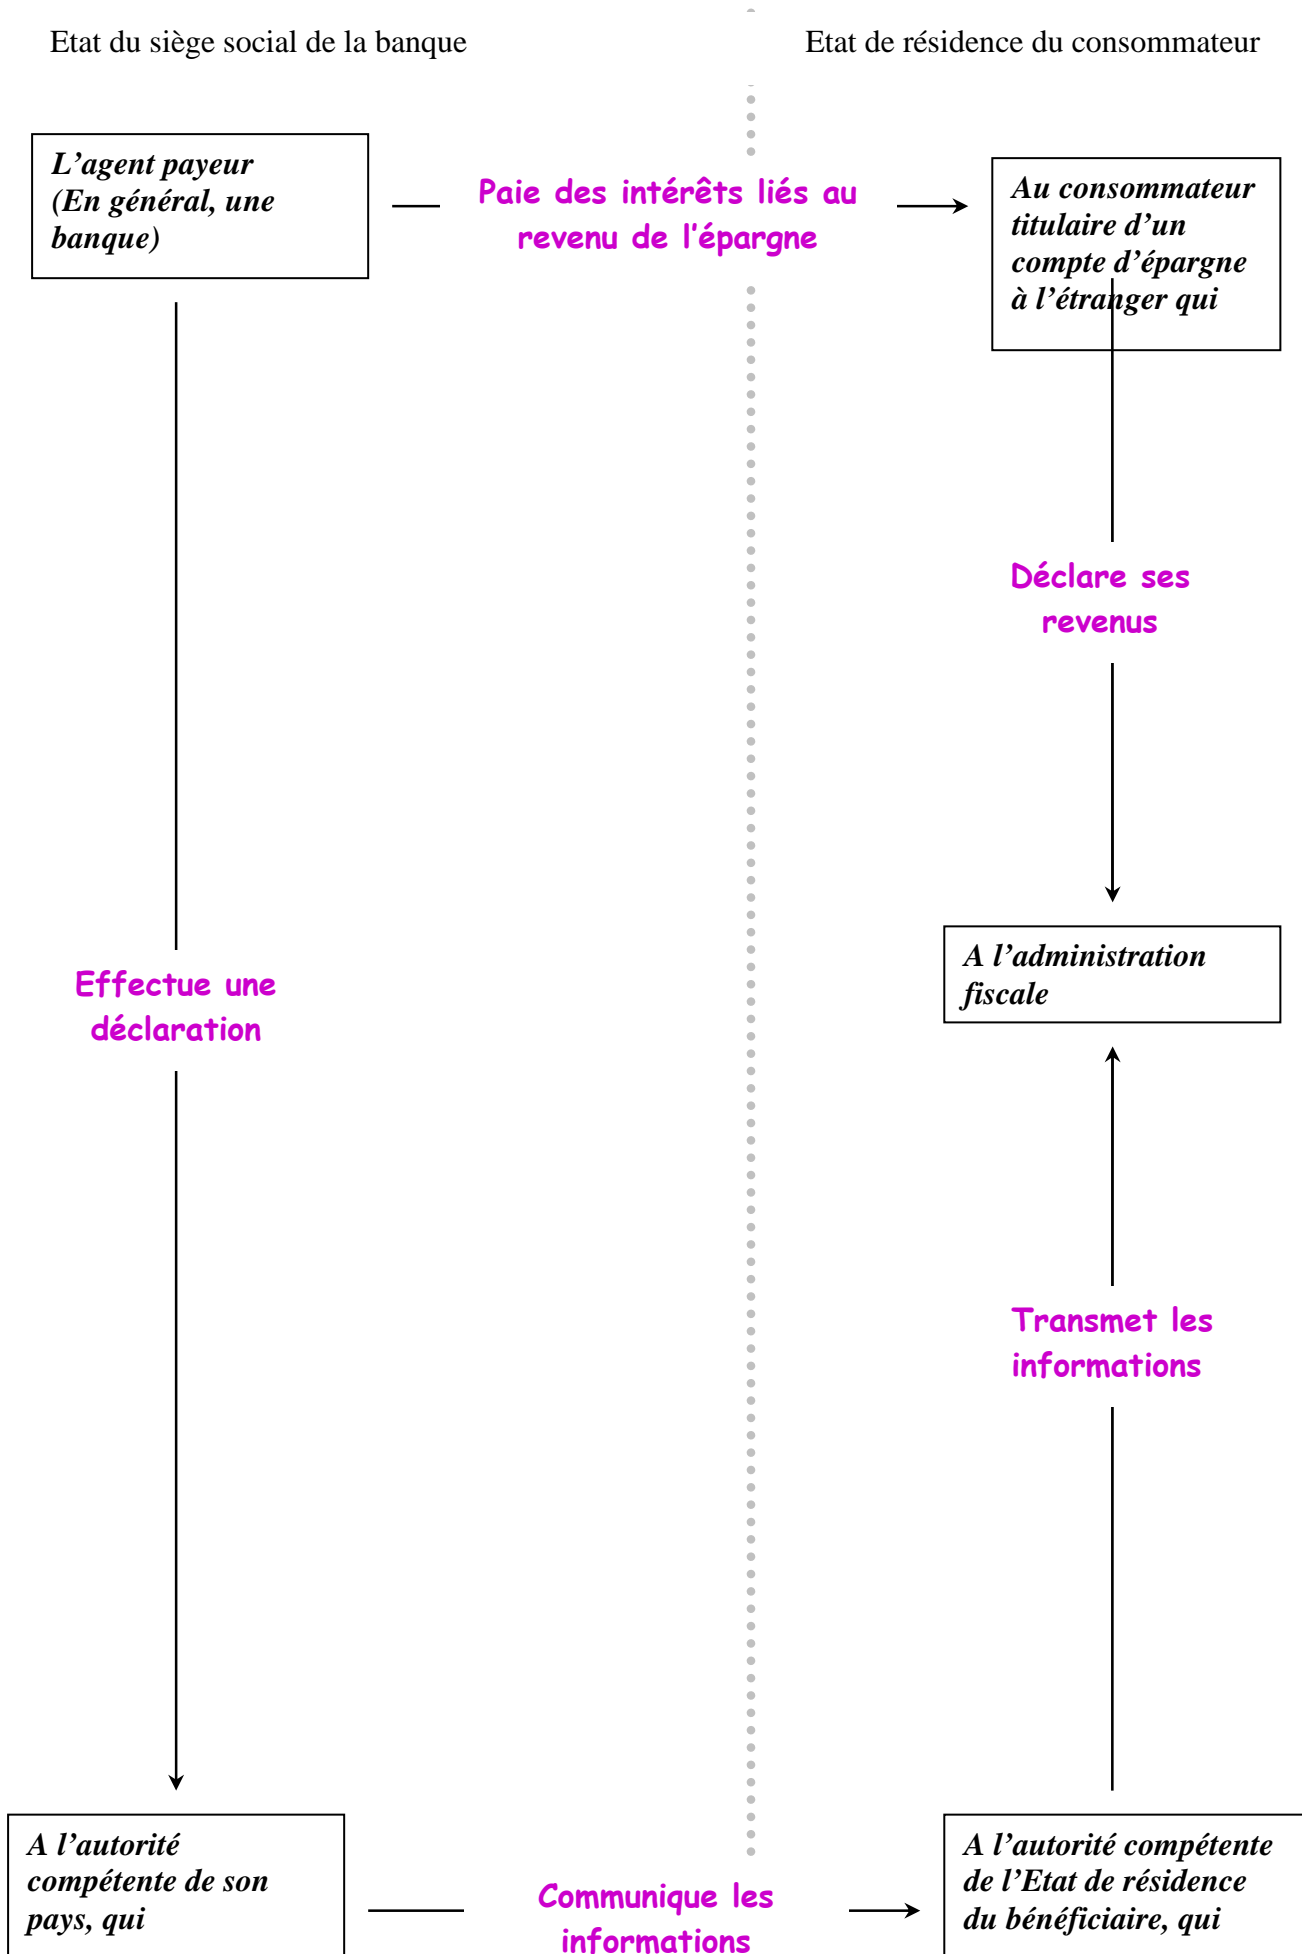 Etat du siège social de la banque
Etat de résidence du consommateur
L’agent payeur
(En général, une
banque)
Paie des intérêts liés au
revenu de l’épargne
Au consommateur
titulaire d’un
compte d’épargne
à l’étranger qui
Déclare ses
revenus
A l’administration
fiscale
Effectue une
déclaration
Transmet les
informations
A l’autorité
compétente de son
pays, qui
Communique les
informations
A l’autorité compétente
de l’Etat de résidence
du bénéficiaire, qui